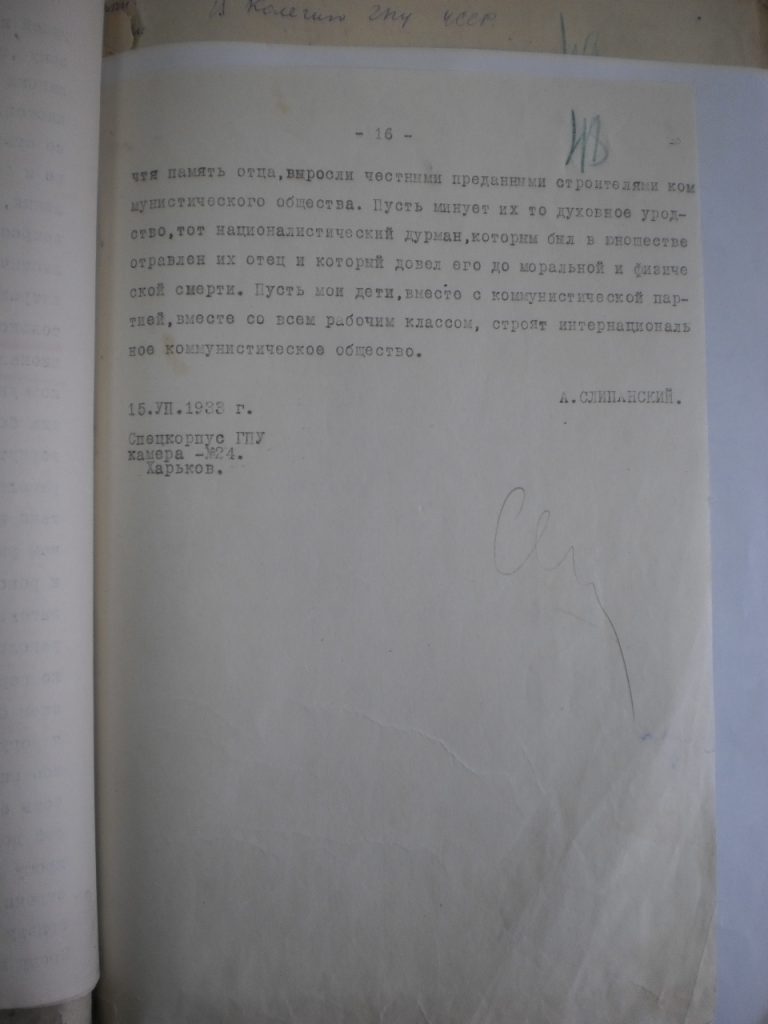 В Колегию ГПУ УССР
- 16 -
чтя память отца,выросли честными преданными строителями ком
мунистического общества. Пусть минует их то духовное урод-
ство,тот националистический дурман,которым был в юношестве
отравлен их отец и который довел его до моральной и физиче
ской смерти. Пусть мои дети,вместе с коммунистической пар-
тией,вместе со всем рабочим классом, строят интернациональ
ное коммунистическое общество.
А.СЛИПАНСКИЙ.
15.УП.1933 г.
Спецкорпус ГПУ
камера -№24.
Харьков.